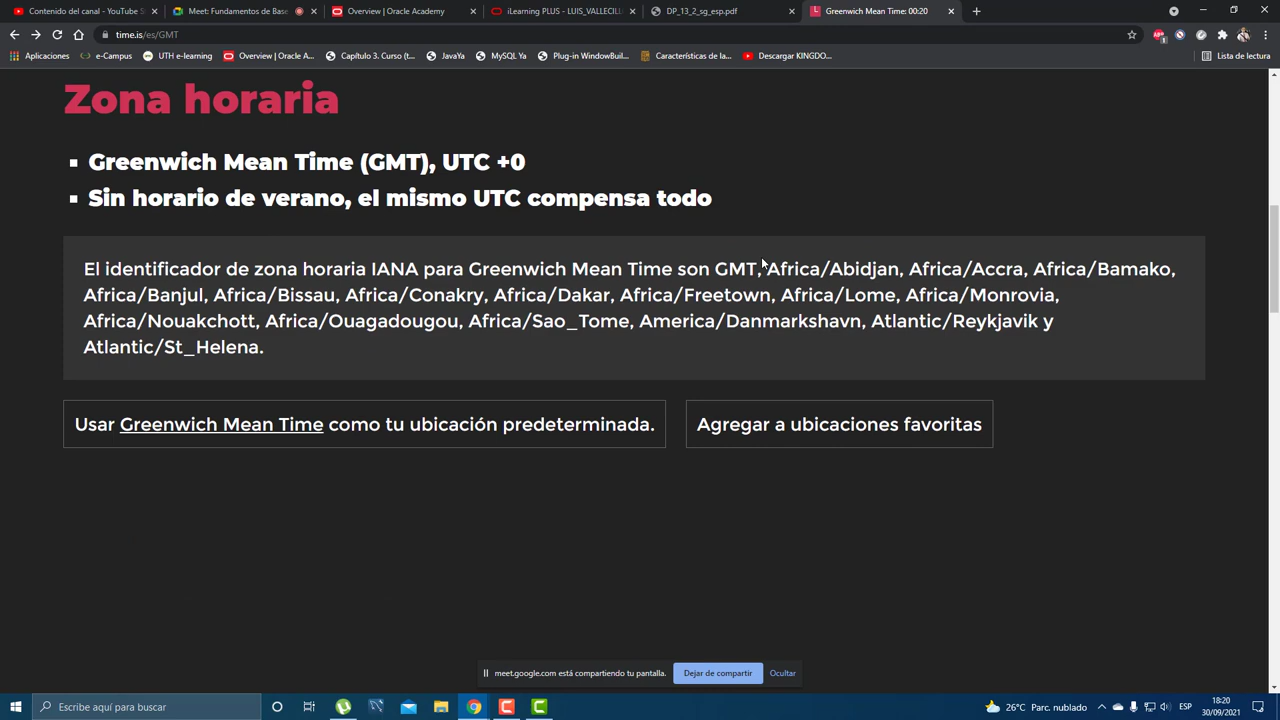 Contenido del canal - YouTube S
Meet: Fundamentos de Base
Overview | Oracle Academy
iLearning PLUS - LUIS_VALLECILL
DP_13_2_sg_esp.pdf
Greenwich Mean Time: 00:20
time.is/es/GMT
Aplicaciones
e-Campus
UTH e-learning
Overview | Oracle A...
Capítulo 3. Curso (t...
JavaYa
MySQL Ya
Plug-in WindowBuil...
Características de la...
Descargar KINGDO...
Lista de lectura
Zona horaria
Greenwich Mean Time (GMT), UTC +0
Sin horario de verano, el mismo UTC compensa todo
El identificador de zona horaria IANA para Greenwich Mean Time son GMT, Africa/Abidjan, Africa/Accra, Africa/Bamako,
Africa/Banjul, Africa/Bissau, Africa/Conakry, Africa/Dakar, Africa/Freetown, Africa/Lome, Africa/Monrovia,
Africa/Nouakchott, Africa/Ouagadougou, Africa/Sao_Tome, America/Danmarkshavn, Atlantic/Reykjavik y
Atlantic/St_Helena.
Usar Greenwich Mean Time como tu ubicación predeterminada.
Agregar a ubicaciones favoritas
meet.google.com está compartiendo tu pantalla.
Dejar de compartir
Ocultar
Escribe aquí para buscar
26°C Parc. nublado
ESP
18:20
30/09/2021